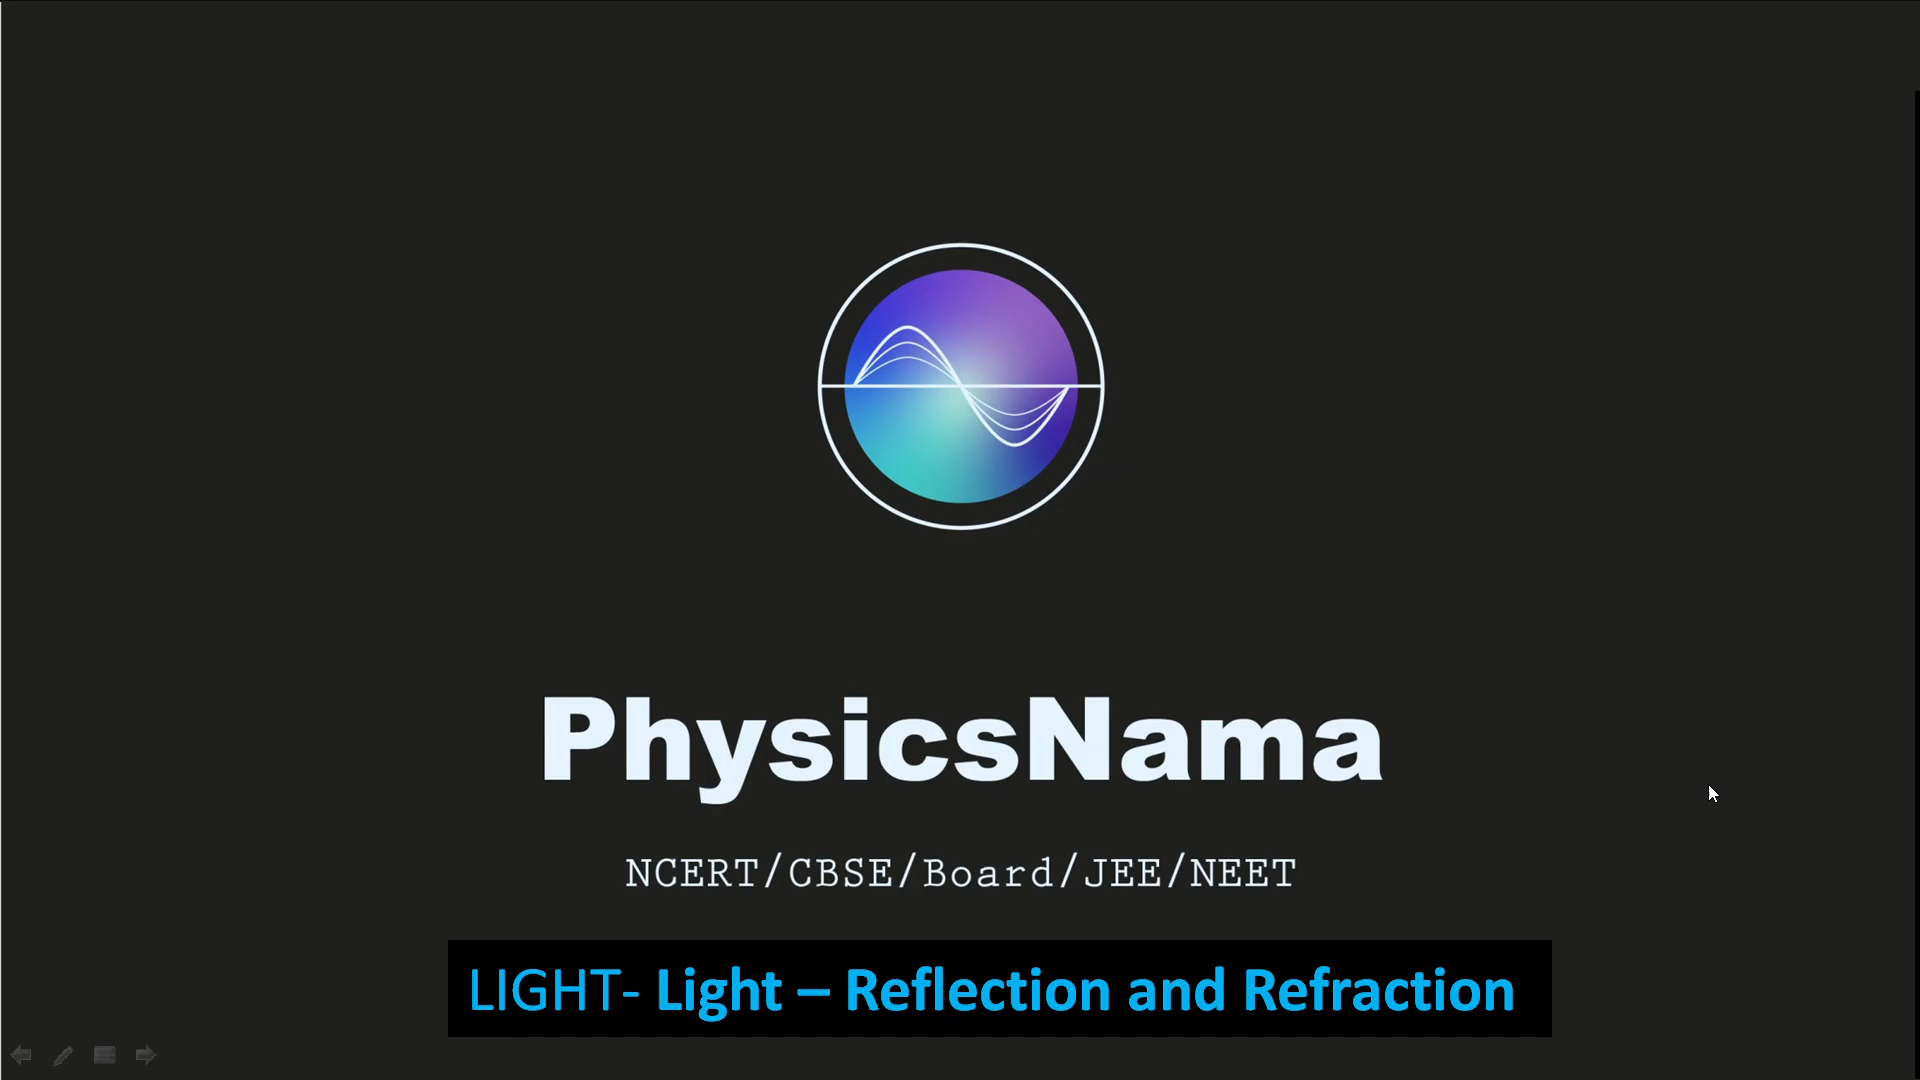 PhysicsNama
NCERT/CBSE/Board/JEE/NEET
LIGHT- Light – Reflection and Refraction